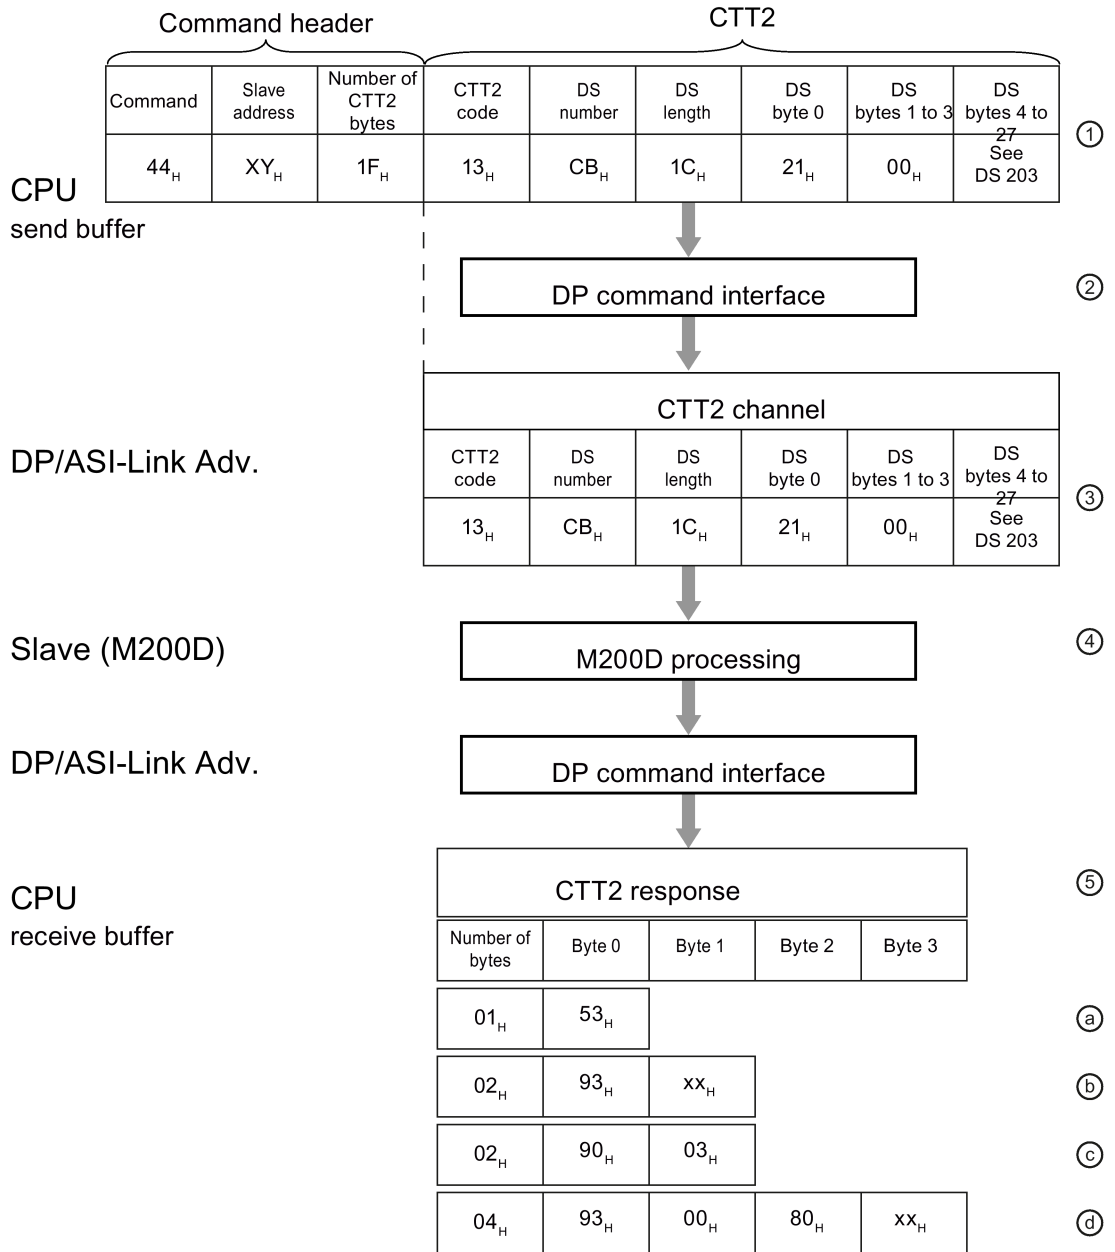 Command header
CTT2
Command
Slave
address
Number of
CTT2
bytes
CTT2
code
DS
number
DS
length
DS
byte 0
DS
bytes 1 to 3
DS
bytes 4 to
27
①
44H
XYH
1FH
13H
CBH
1CH
21H
00H
See
DS 203
CPU
send buffer
DP command interface
②
CTT2 channel
DP/ASI-Link Adv.
CTT2
code
DS
number
DS
length
DS
byte 0
DS
bytes 1 to 3
DS
bytes 4 to
27
③
13H
CBH
1CH
21H
00H
See
DS 203
Slave (M200D)
M200D processing
④
DP/ASI-Link Adv.
DP command interface
CPU
receive buffer
CTT2 response
⑤
Number of
bytes
Byte 0
Byte 1
Byte 2
Byte 3
01H
53H
ⓐ
02H
93H
xxH
ⓑ
02H
90H
03H
ⓒ
04H
93H
00H
80H
xxH
ⓓ